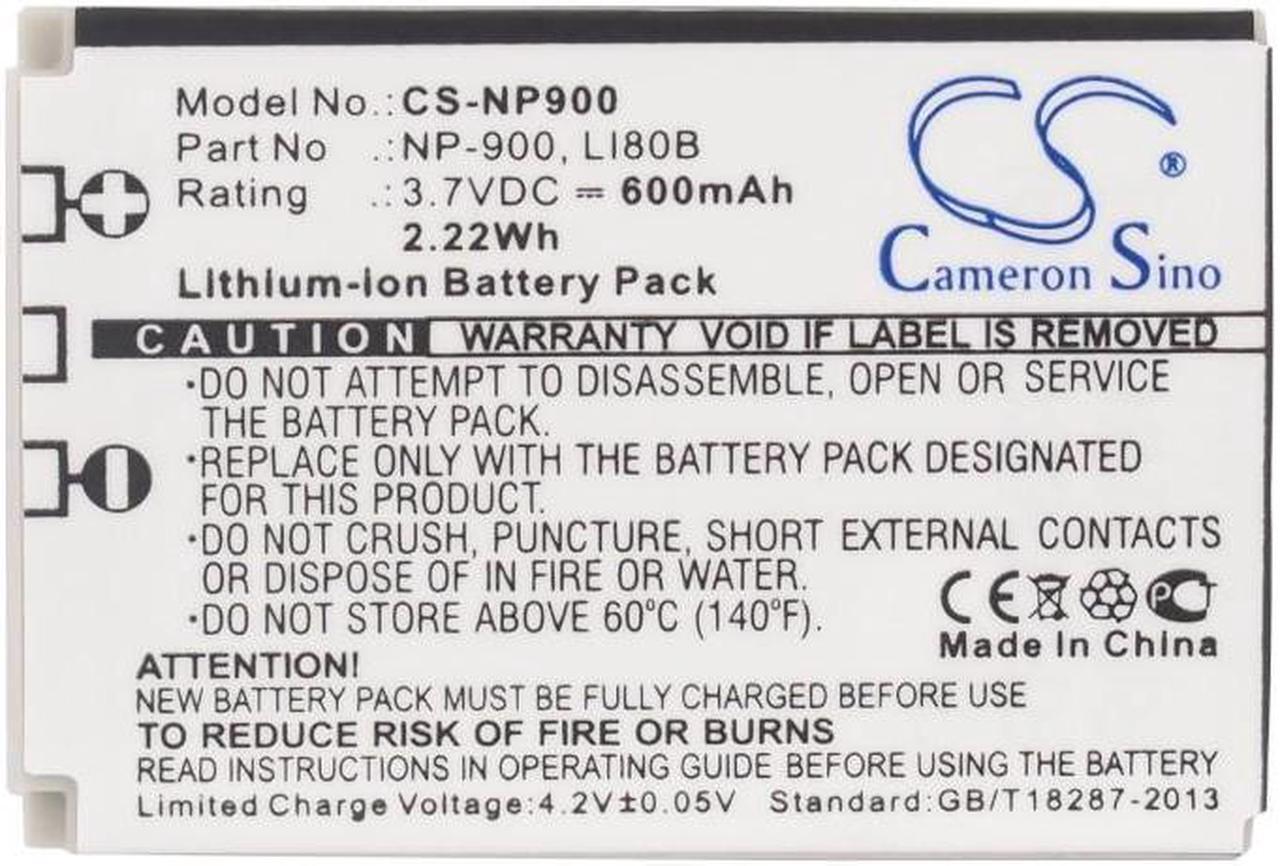 Model No.: CS-NP900
Part No .: NP-900, LI80B
Rating .: 3.7VDC ⎓ 600mAh
2.22Wh
Lithium-ion Battery Pack
CS®
Cameron Sino
CAUTION WARRANTY VOID IF LABEL IS REMOVED
·DO NOT ATTEMPT TO DISASSEMBLE, OPEN OR SERVICE
THE BATTERY PACK.
·REPLACE ONLY WITH THE BATTERY PACK DESIGNATED
FOR THIS PRODUCT.
·DO NOT CRUSH, PUNCTURE, SHORT EXTERNAL CONTACTS
OR DISPOSE OF IN FIRE OR WATER.
·DO NOT STORE ABOVE 60°C (140°F).
CE PC
Made In China
ATTENTION!
NEW BATTERY PACK MUST BE FULLY CHARGED BEFORE USE
TO REDUCE RISK OF FIRE OR BURNS
READ INSTRUCTIONS IN OPERATING GUIDE BEFORE USING THE BATTERY
Limited Charge Voltage:4.2V±0.05V Standard:GB/T18287-2013